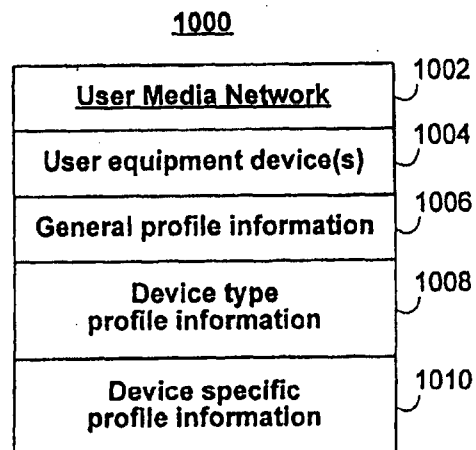 1000
User Media Network
1002
User equipment device(s)
1004
General profile information
1006
Device type
profile information
1008
Device specific
profile information
1010